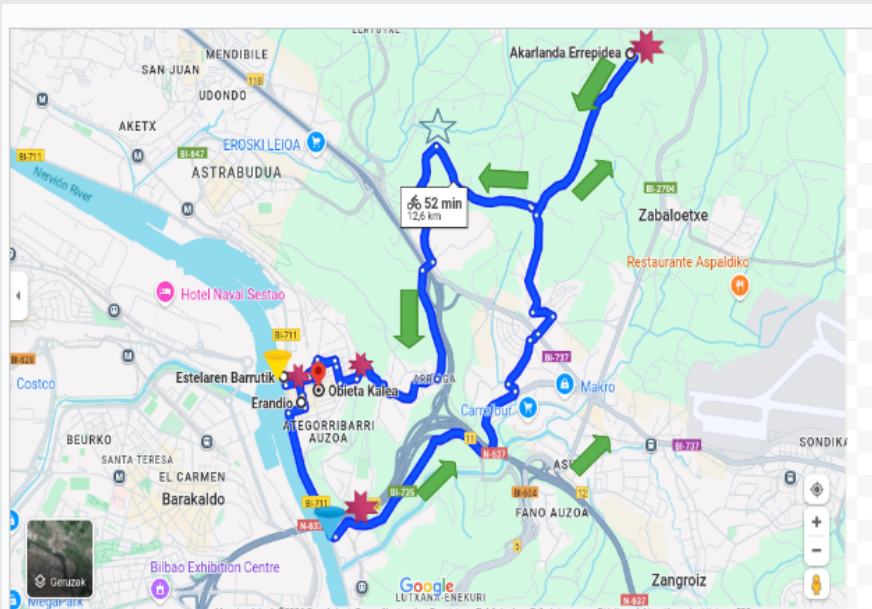 MENDIBILE
SAN JUAN
Akarlanda Errepidea
UDONDO
AKETX
EROSKI LEIOA
BI-711
BI-647
ASTRABUDUA
Nervión River
BI-2704
52 min
12,6 km
Zabaloetxe
Restaurante Aspaldiko
Hotel Naval Sestao
BI-711
BI-628
BI-737
Costco
Estelaren Barrutik
Obieta Kalea
Makro
Erandio
Carrefour
ATEGORRIBARRI
AUZOA
BEURKO
11
BI-737
SONDIKA
N-637
SANTA TERESA
EL CARMEN
BI-735
BI-604
12
Barakaldo
BI-711
FANO AUZOA
N-637
Bilbao Exhibition Centre
Geruzak
Google
Zangroiz
MegaPark
LUTXANA-ENEKURI
N-637